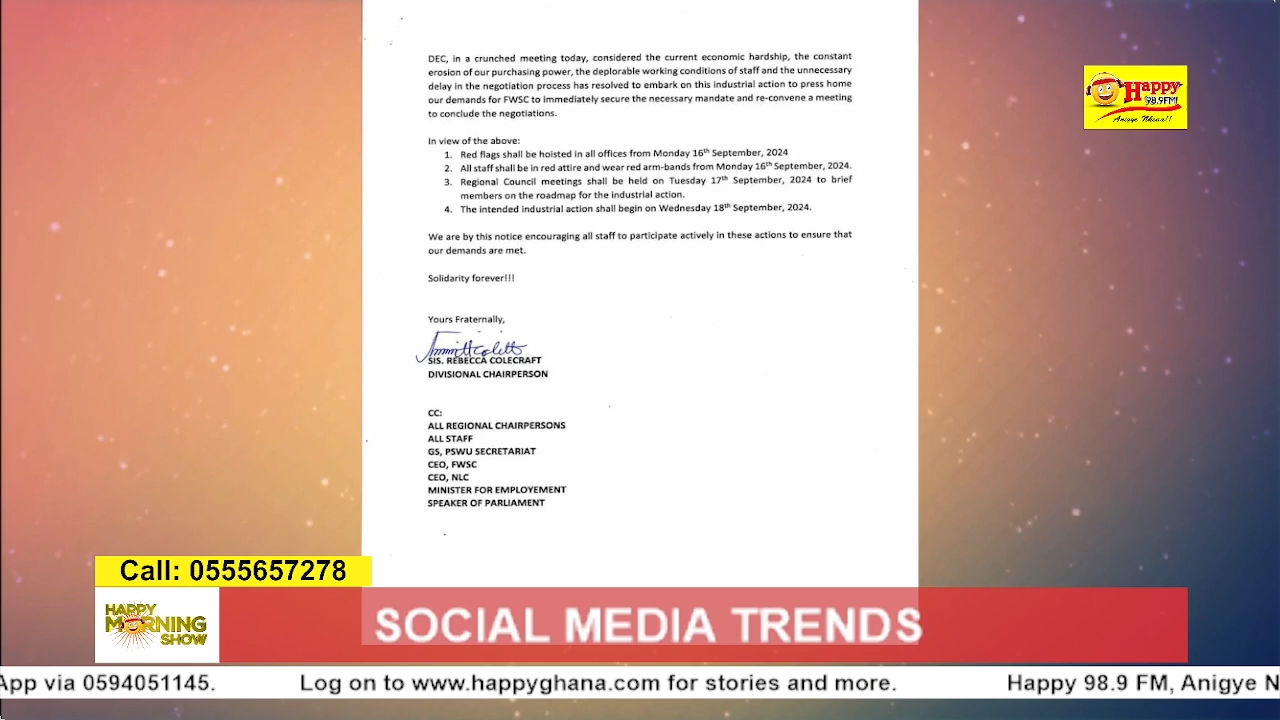 DEC, in a crunched meeting today, considered the current economic hardship, the constant
erosion of our purchasing power, the deplorable working conditions of staff and the unnecessary
delay in the negotiation process has resolved to embark on this industrial action to press home
our demands for FWSC to immediately secure the necessary mandate and re-convene a meeting
to conclude the negotiations.
In view of the above:
1. Red flags shall be hoisted in all offices from Monday 16th September, 2024
2. All staff shall be in red attire and wear red arm-bands from Monday 16th September, 2024.
3. Regional Council meetings shall be held on Tuesday 17th September, 2024 to brief
members on the roadmap for the industrial action.
4. The intended industrial action shall begin on Wednesday 18th September, 2024.
We are by this notice encouraging all staff to participate actively in these actions to ensure that
our demands are met.
Solidarity forever!!!
Yours Fraternally,
SIS. REBECCA COLECRAFT
DIVISIONAL CHAIRPERSON
CC:
ALL REGIONAL CHAIRPERSONS
ALL STAFF
GS, PSWU SECRETARIAT
CEO, FWSC
CEO, NLC
MINISTER FOR EMPLOYEMENT
SPEAKER OF PARLIAMENT
Happy
98.9FM!
Anigye Nkoaa!!
Call: 0555657278
HAPPY
MORNING
SHOW
SOCIAL MEDIA TRENDS
App via 0594051145. Log on to www.happyghana.com for stories and more. Happy 98.9 FM, Anigye N